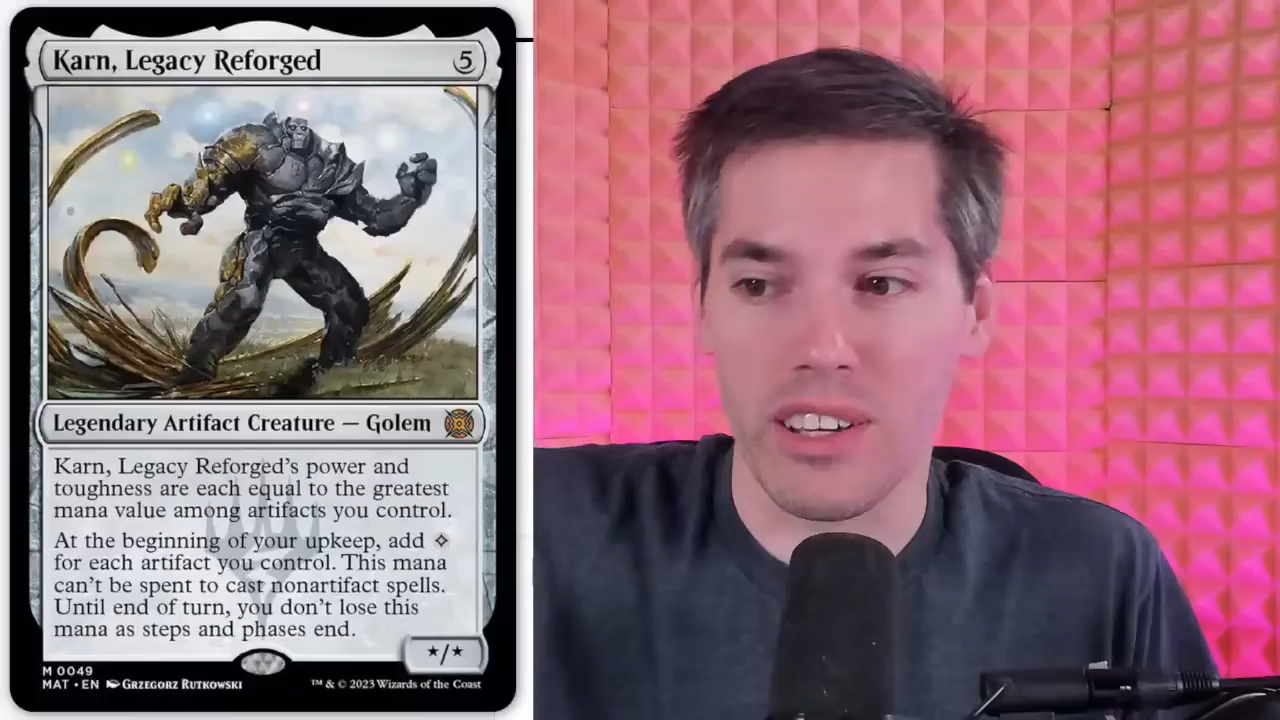 Karn, Legacy Reforged 5
Legendary Artifact Creature — Golem
Karn, Legacy Reforged's power and
toughness are each equal to the greatest
mana value among artifacts you control.
At the beginning of your upkeep, add ◇
for each artifact you control. This mana
can't be spent to cast nonartifact spells.
Until end of turn, you don't lose this
mana as steps and phases end.
★/★
M 0049
MAT • EN GRZEGORZ RUTKOWSKI ™ & © 2023 Wizards of the Coast